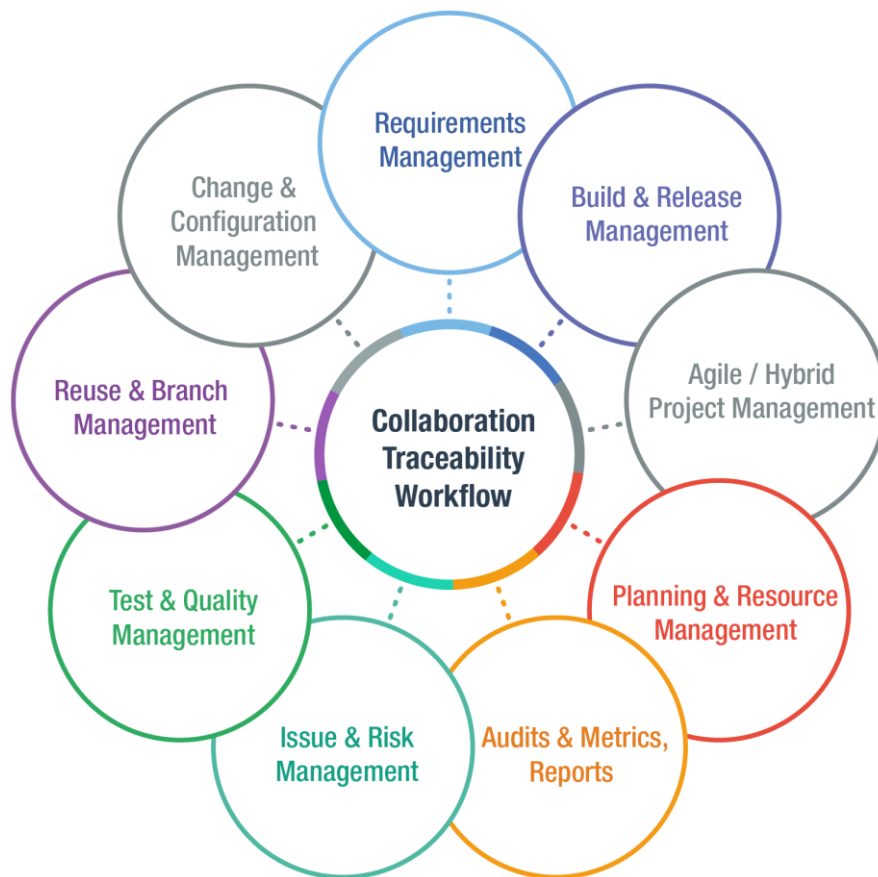 Requirements
Management
Build & Release
Management
Agile / Hybrid
Project Management
Planning & Resource
Management
Audits & Metrics,
Reports
Issue & Risk
Management
Test & Quality
Management
Reuse & Branch
Management
Change &
Configuration
Management
Collaboration
Traceability
Workflow